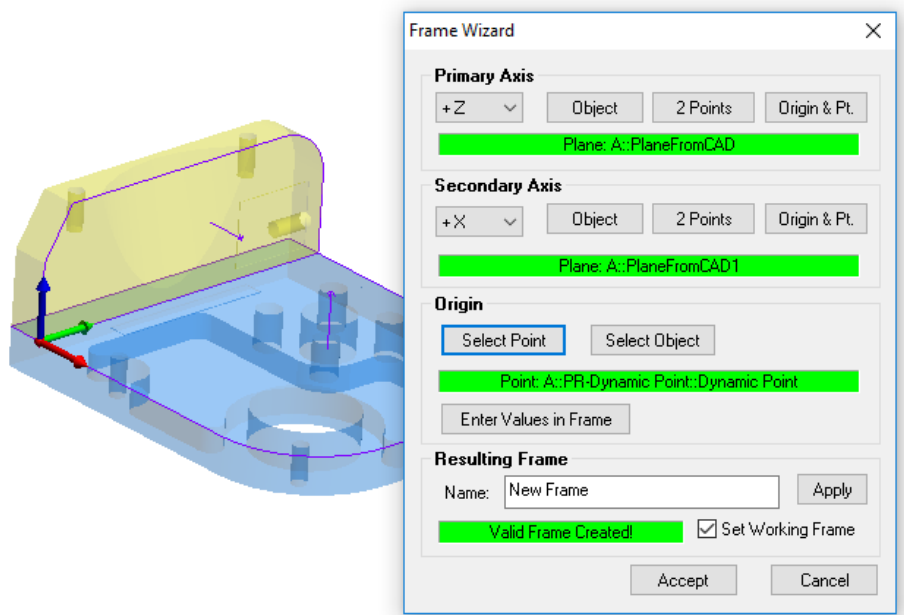 Frame Wizard
Primary Axis
+Z Object 2 Points Origin & Pt.
Plane: A::PlaneFromCAD
Secondary Axis
+X Object 2 Points Origin & Pt.
Plane: A::PlaneFromCAD1
Origin
Select Point Select Object
Point: A::PR-Dynamic Point::Dynamic Point
Enter Values in Frame
Resulting Frame
Name: New Frame Apply
Valid Frame Created! Set Working Frame
Accept Cancel